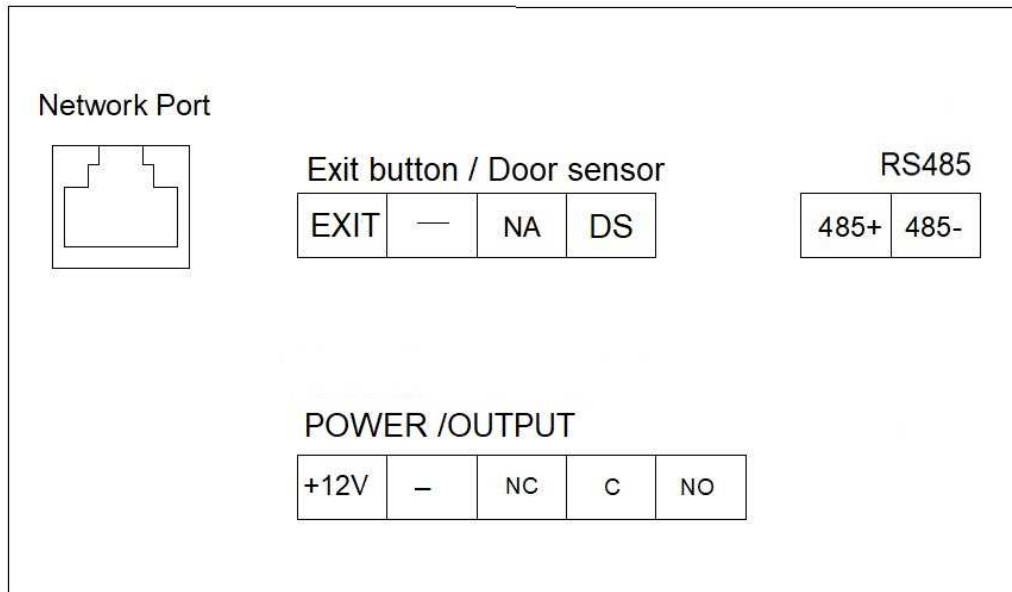 Network Port
Exit button / Door sensor
RS485
EXIT — NA DS
485+ 485-
POWER /OUTPUT
+12V – NC C NO